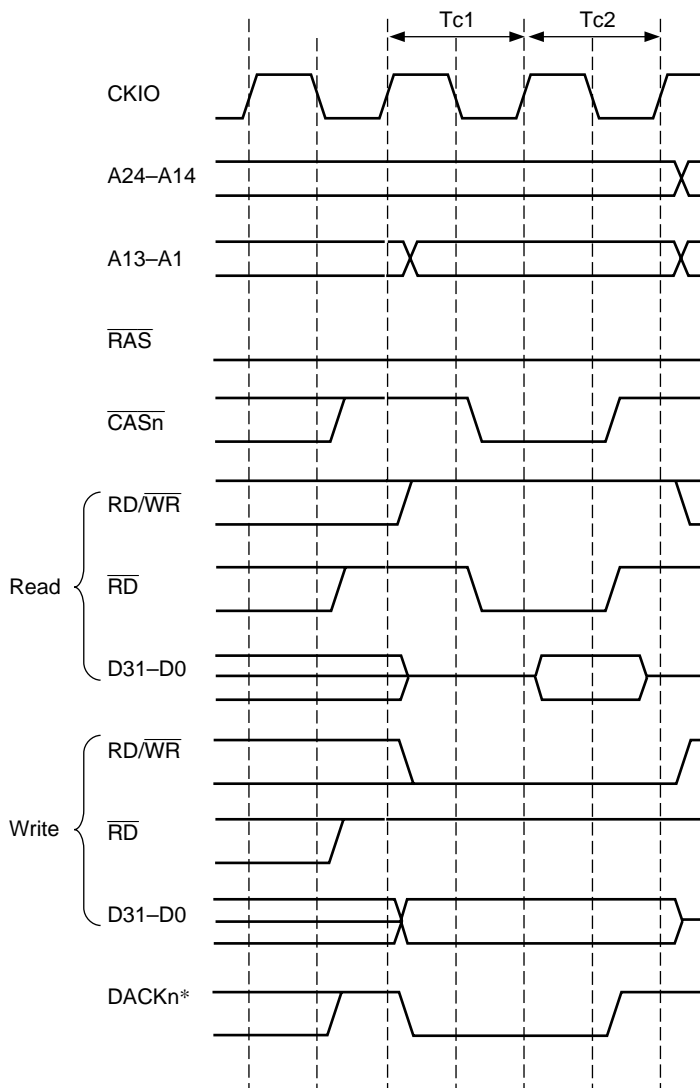 Tc1 Tc2
CKIO
A24–A14
A13–A1
RAS
CASn
RD/WR
Read
RD
D31–D0
RD/WR
Write
RD
D31–D0
DACKn*